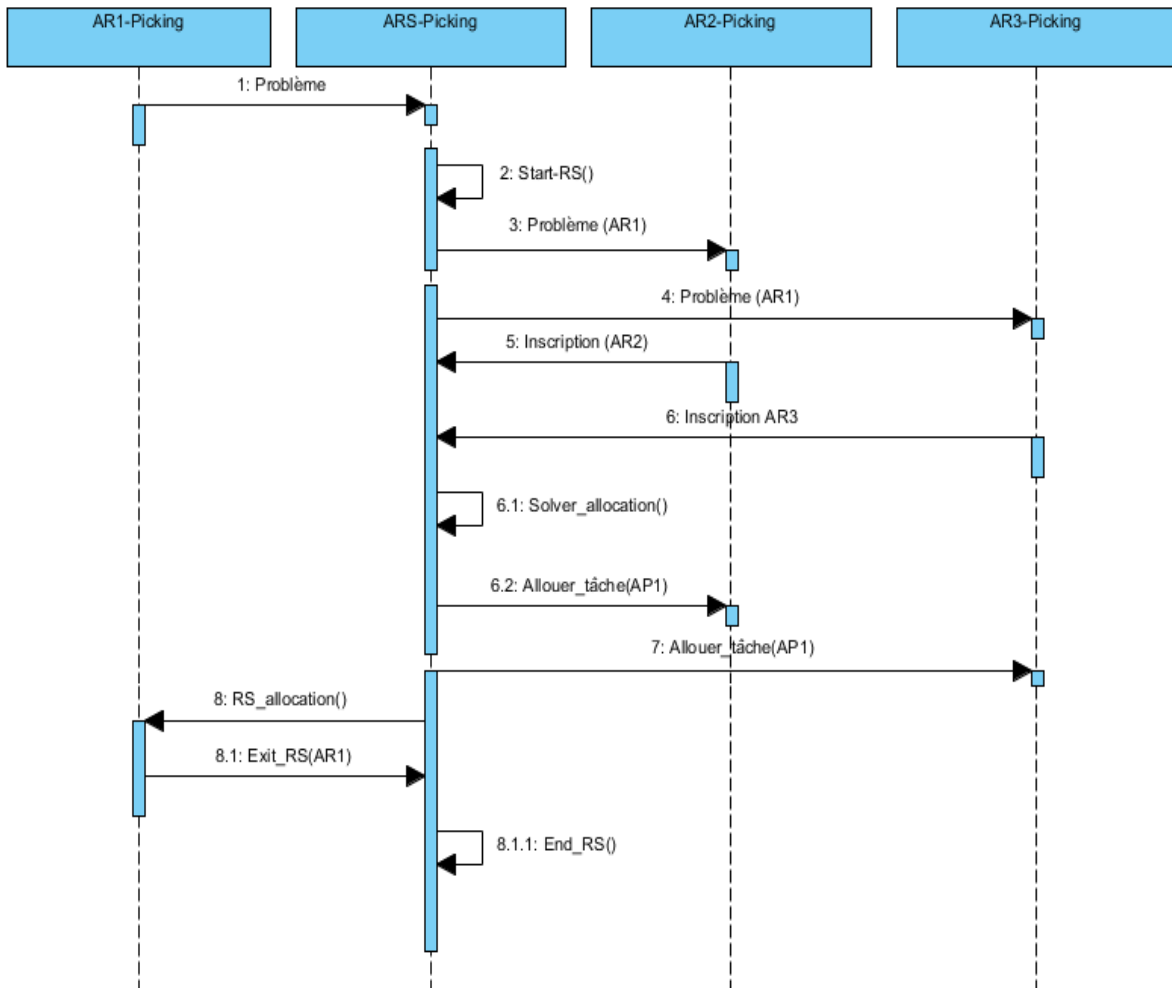 AR1-Picking
ARS-Picking
AR2-Picking
AR3-Picking
1: Problème
2: Start-RS()
3: Problème (AR1)
4: Problème (AR1)
5: Inscription (AR2)
6: Inscription AR3
6.1: Solver_allocation()
6.2: Allouer_tâche(AP1)
7: Allouer_tâche(AP1)
8: RS_allocation()
8.1: Exit_RS(AR1)
8.1.1: End_RS()